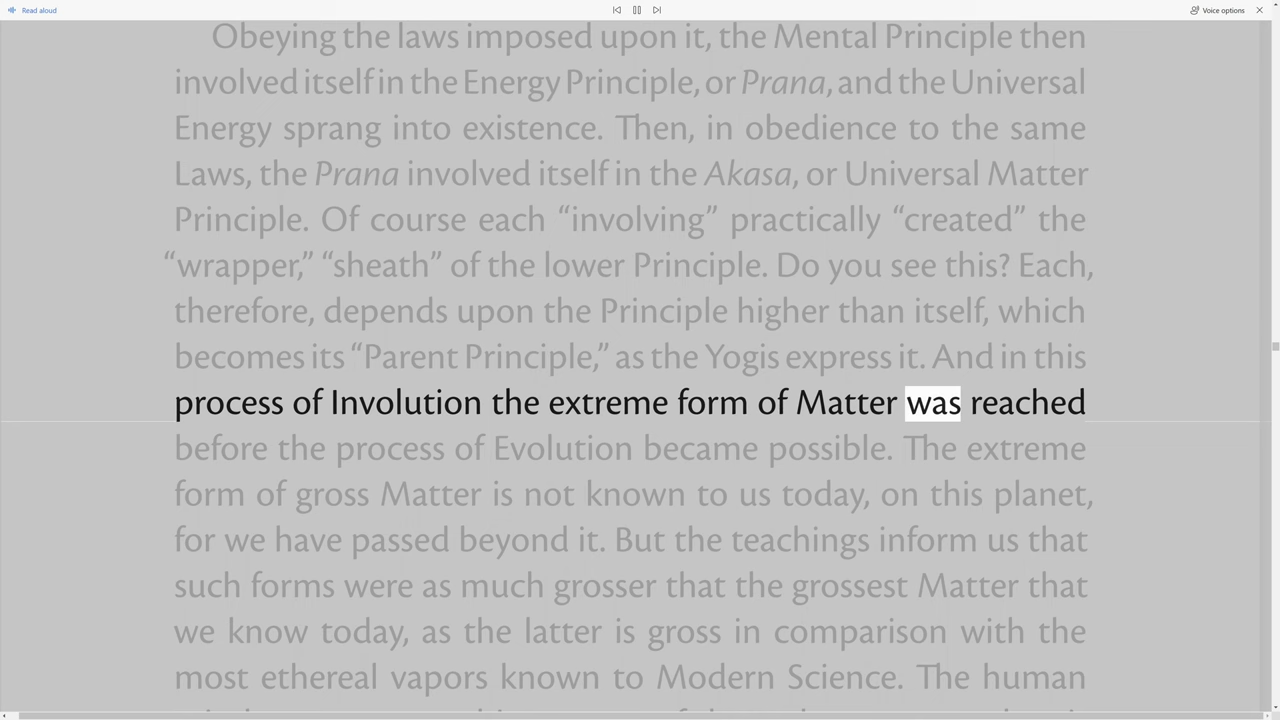 Read aloud
Voice options
Obeying the laws imposed upon it, the Mental Principle then
involved itself in the Energy Principle, or Prana, and the Universal
Energy sprang into existence. Then, in obedience to the same
Laws, the Prana involved itself in the Akasa, or Universal Matter
Principle. Of course each “involving” practically “created” the
“wrapper,” “sheath” of the lower Principle. Do you see this? Each,
therefore, depends upon the Principle higher than itself, which
becomes its “Parent Principle,” as the Yogis express it. And in this
process of Involution the extreme form of Matter was reached
before the process of Evolution became possible. The extreme
form of gross Matter is not known to us today, on this planet,
for we have passed beyond it. But the teachings inform us that
such forms were as much grosser that the grossest Matter that
we know today, as the latter is gross in comparison with the
most ethereal vapors known to Modern Science. The human